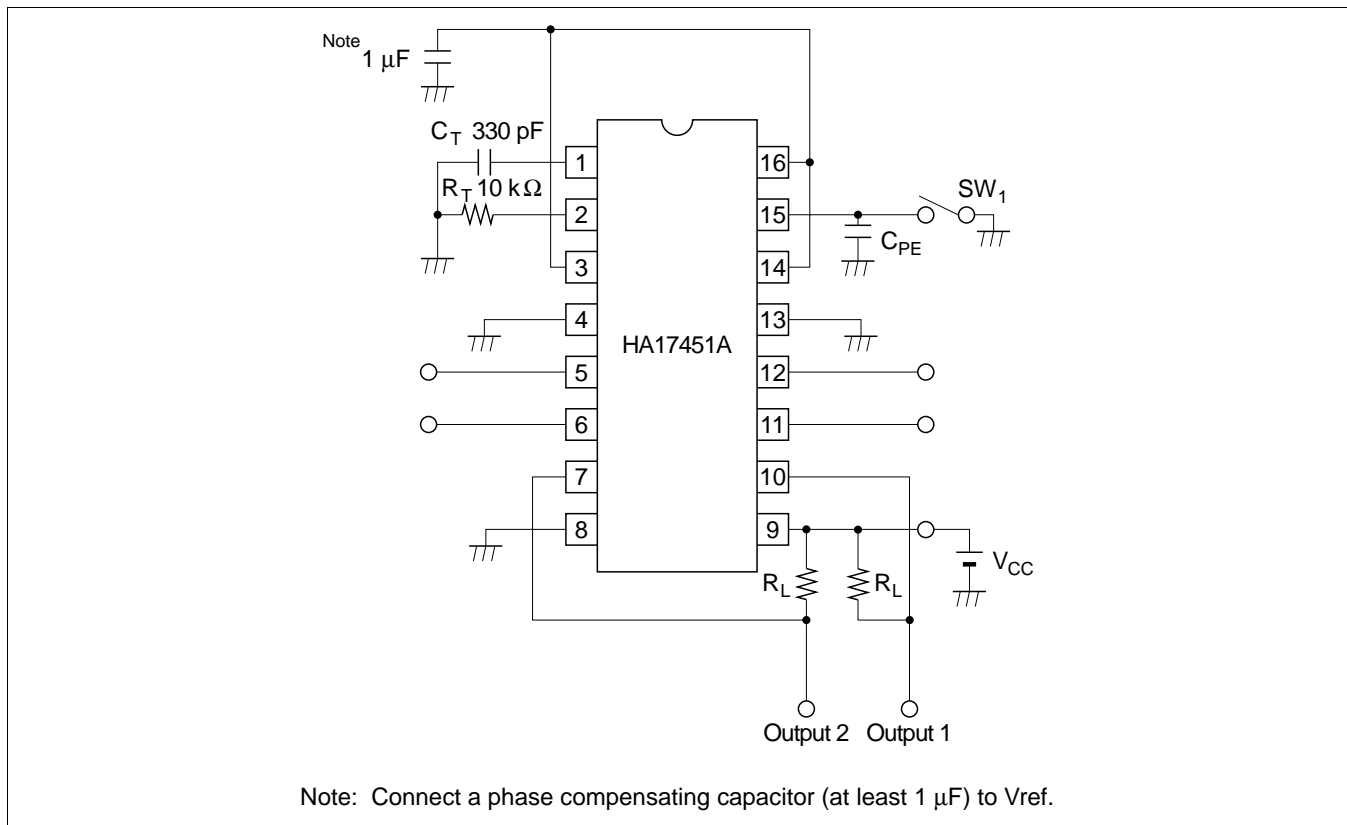 Note
1 μF
C_T 330 pF
R_T 10 kΩ
1
2
3
4
5
6
7
8
HA17451A
16
15
14
13
12
11
10
9
SW_1
C_PE
R_L
R_L
V_CC
Output 2
Output 1
Note: Connect a phase compensating capacitor (at least 1 μF) to Vref.